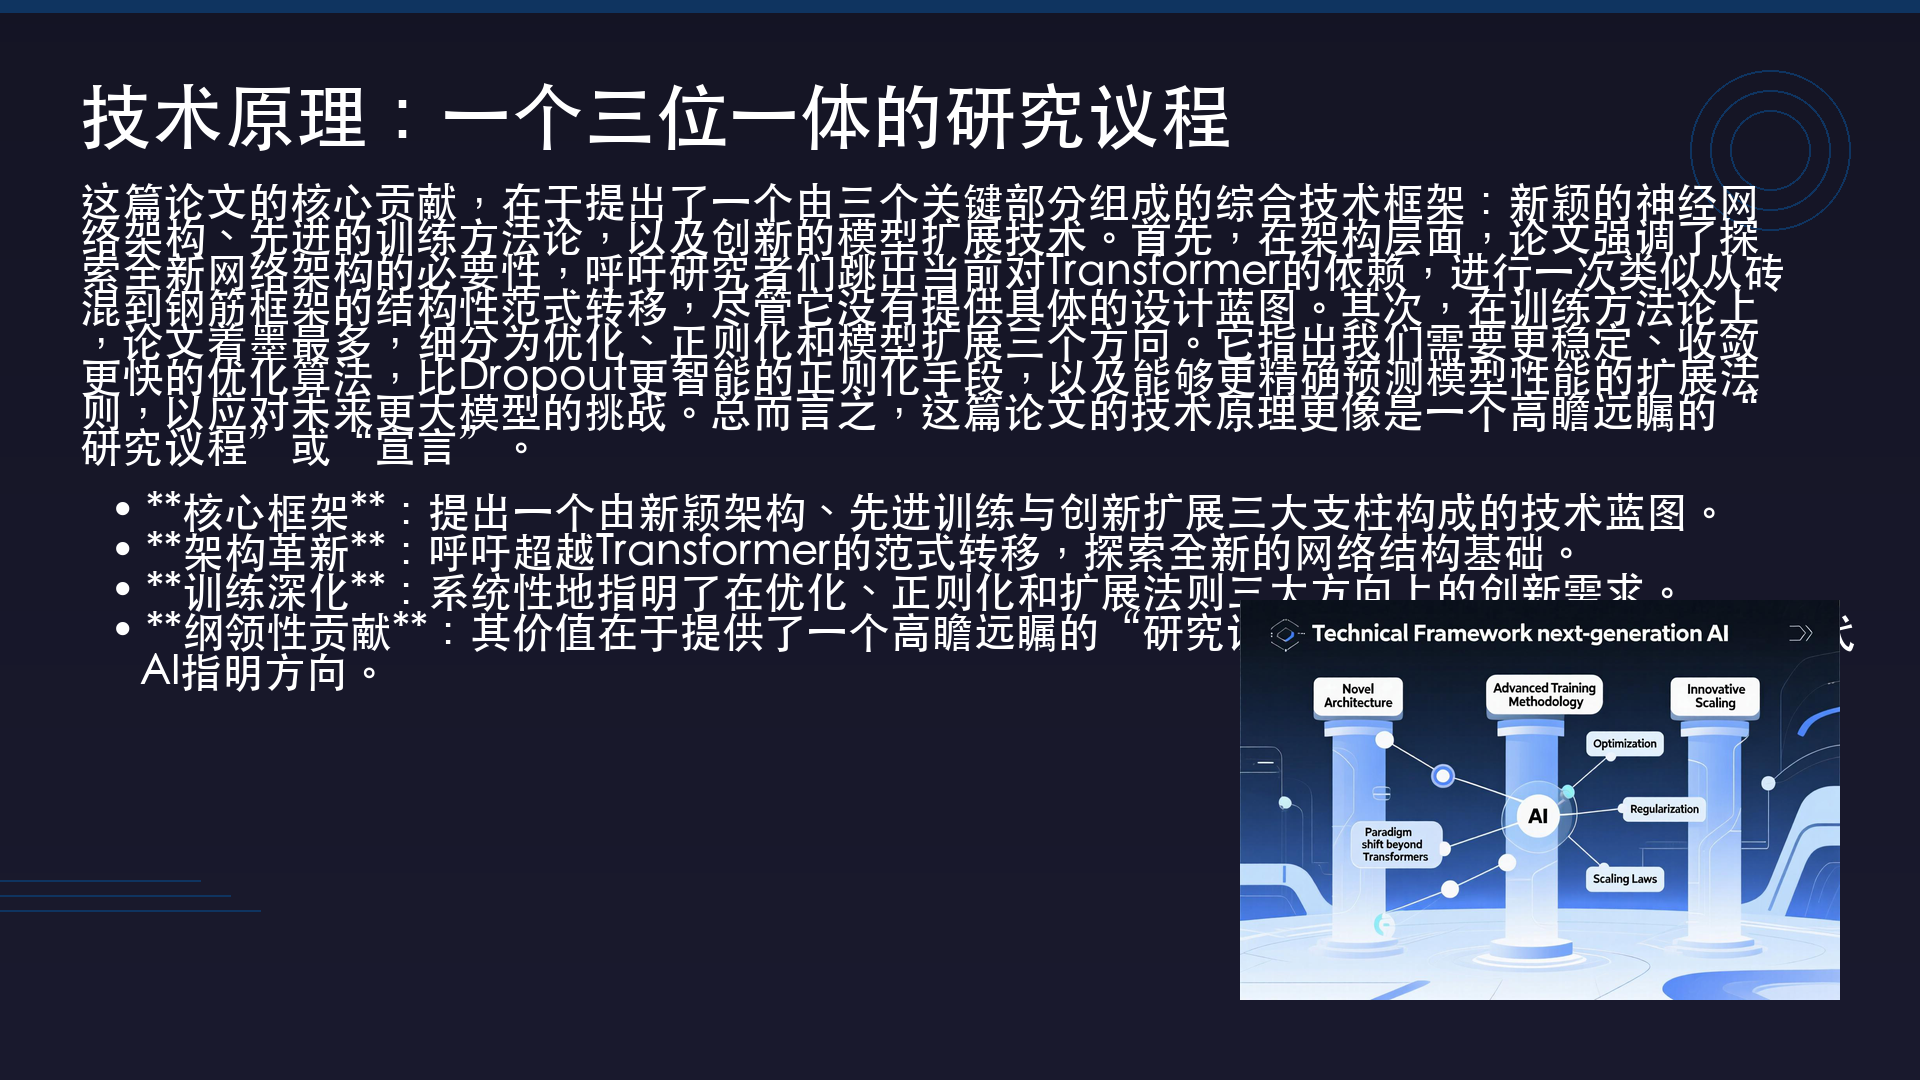 技术原理：一个三位一体的研究议程
这篇论文的核心贡献，在于提出了一个由三个关键部分组成的综合技术框架：新颖的神经网
络架构、先进的训练方法论，以及创新的模型扩展技术。首先，在架构层面，论文强调了探
索全新网络架构的必要性，呼吁研究者们跳出当前对Transformer的依赖，进行一次类似从砖
混到钢筋框架的结构性范式转移，尽管它没有提供具体的设计蓝图。其次，在训练方法论上
，论文着墨最多，细分为优化、正则化和模型扩展三个方向。它指出我们需要更稳定、收敛
更快的优化算法，比Dropout更智能的正则化手段，以及能够更精确预测模型性能的扩展法
则，以应对未来更大模型的挑战。总而言之，这篇论文的技术原理更像是一个高瞻远瞩的“
研究议程”或“宣言”。
• **核心框架**：提出一个由新颖架构、先进训练与创新扩展三大支柱构成的技术蓝图。
• **架构革新**：呼吁超越Transformer的范式转移，探索全新的网络结构基础。
• **训练深化**：系统性地指明了在优化、正则化和扩展法则三大方向上的创新需求。
• **纲领性贡献**：其价值在于提供了一个高瞻远瞩的“研究
AI指明方向。
Technical Framework next-generation AI
Novel
Architecture
Advanced Training
Methodology
Innovative
Scaling
Optimization
Regularization
AI
Paradigm
shift beyond
Transformers
Scaling Laws